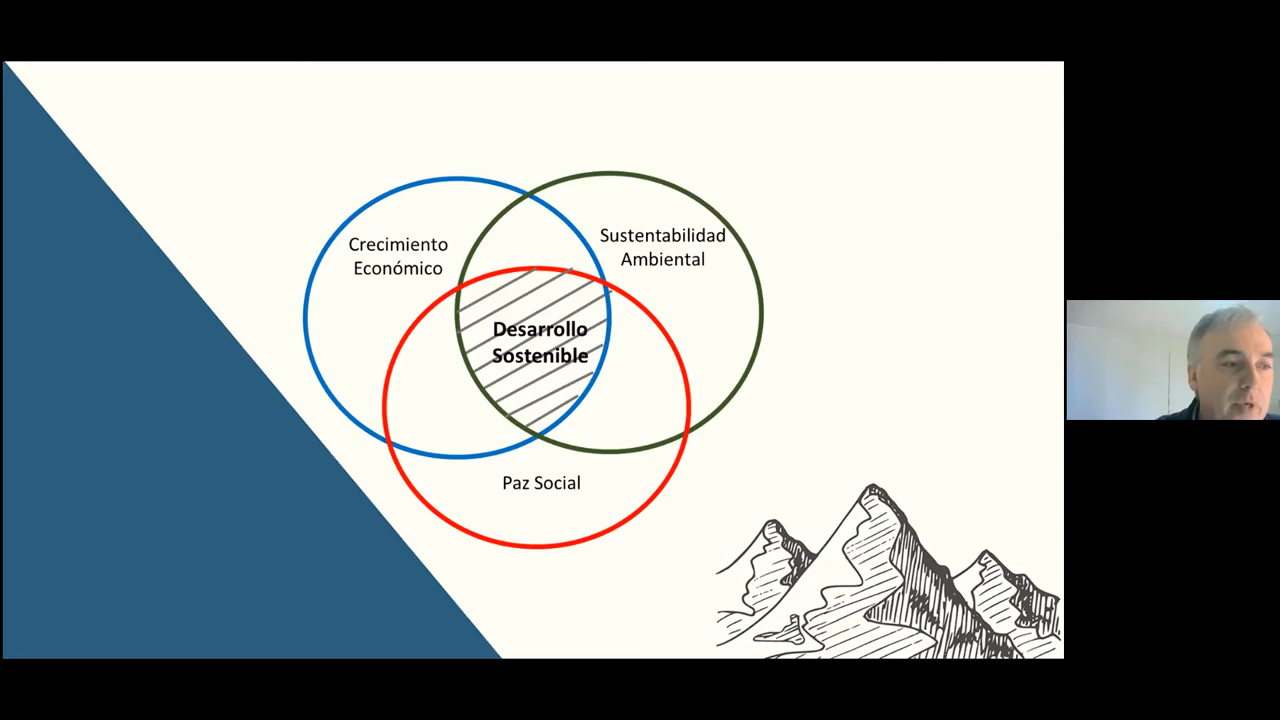 Crecimiento
Económico
Sustentabilidad
Ambiental
Desarrollo
Sostenible
Paz Social